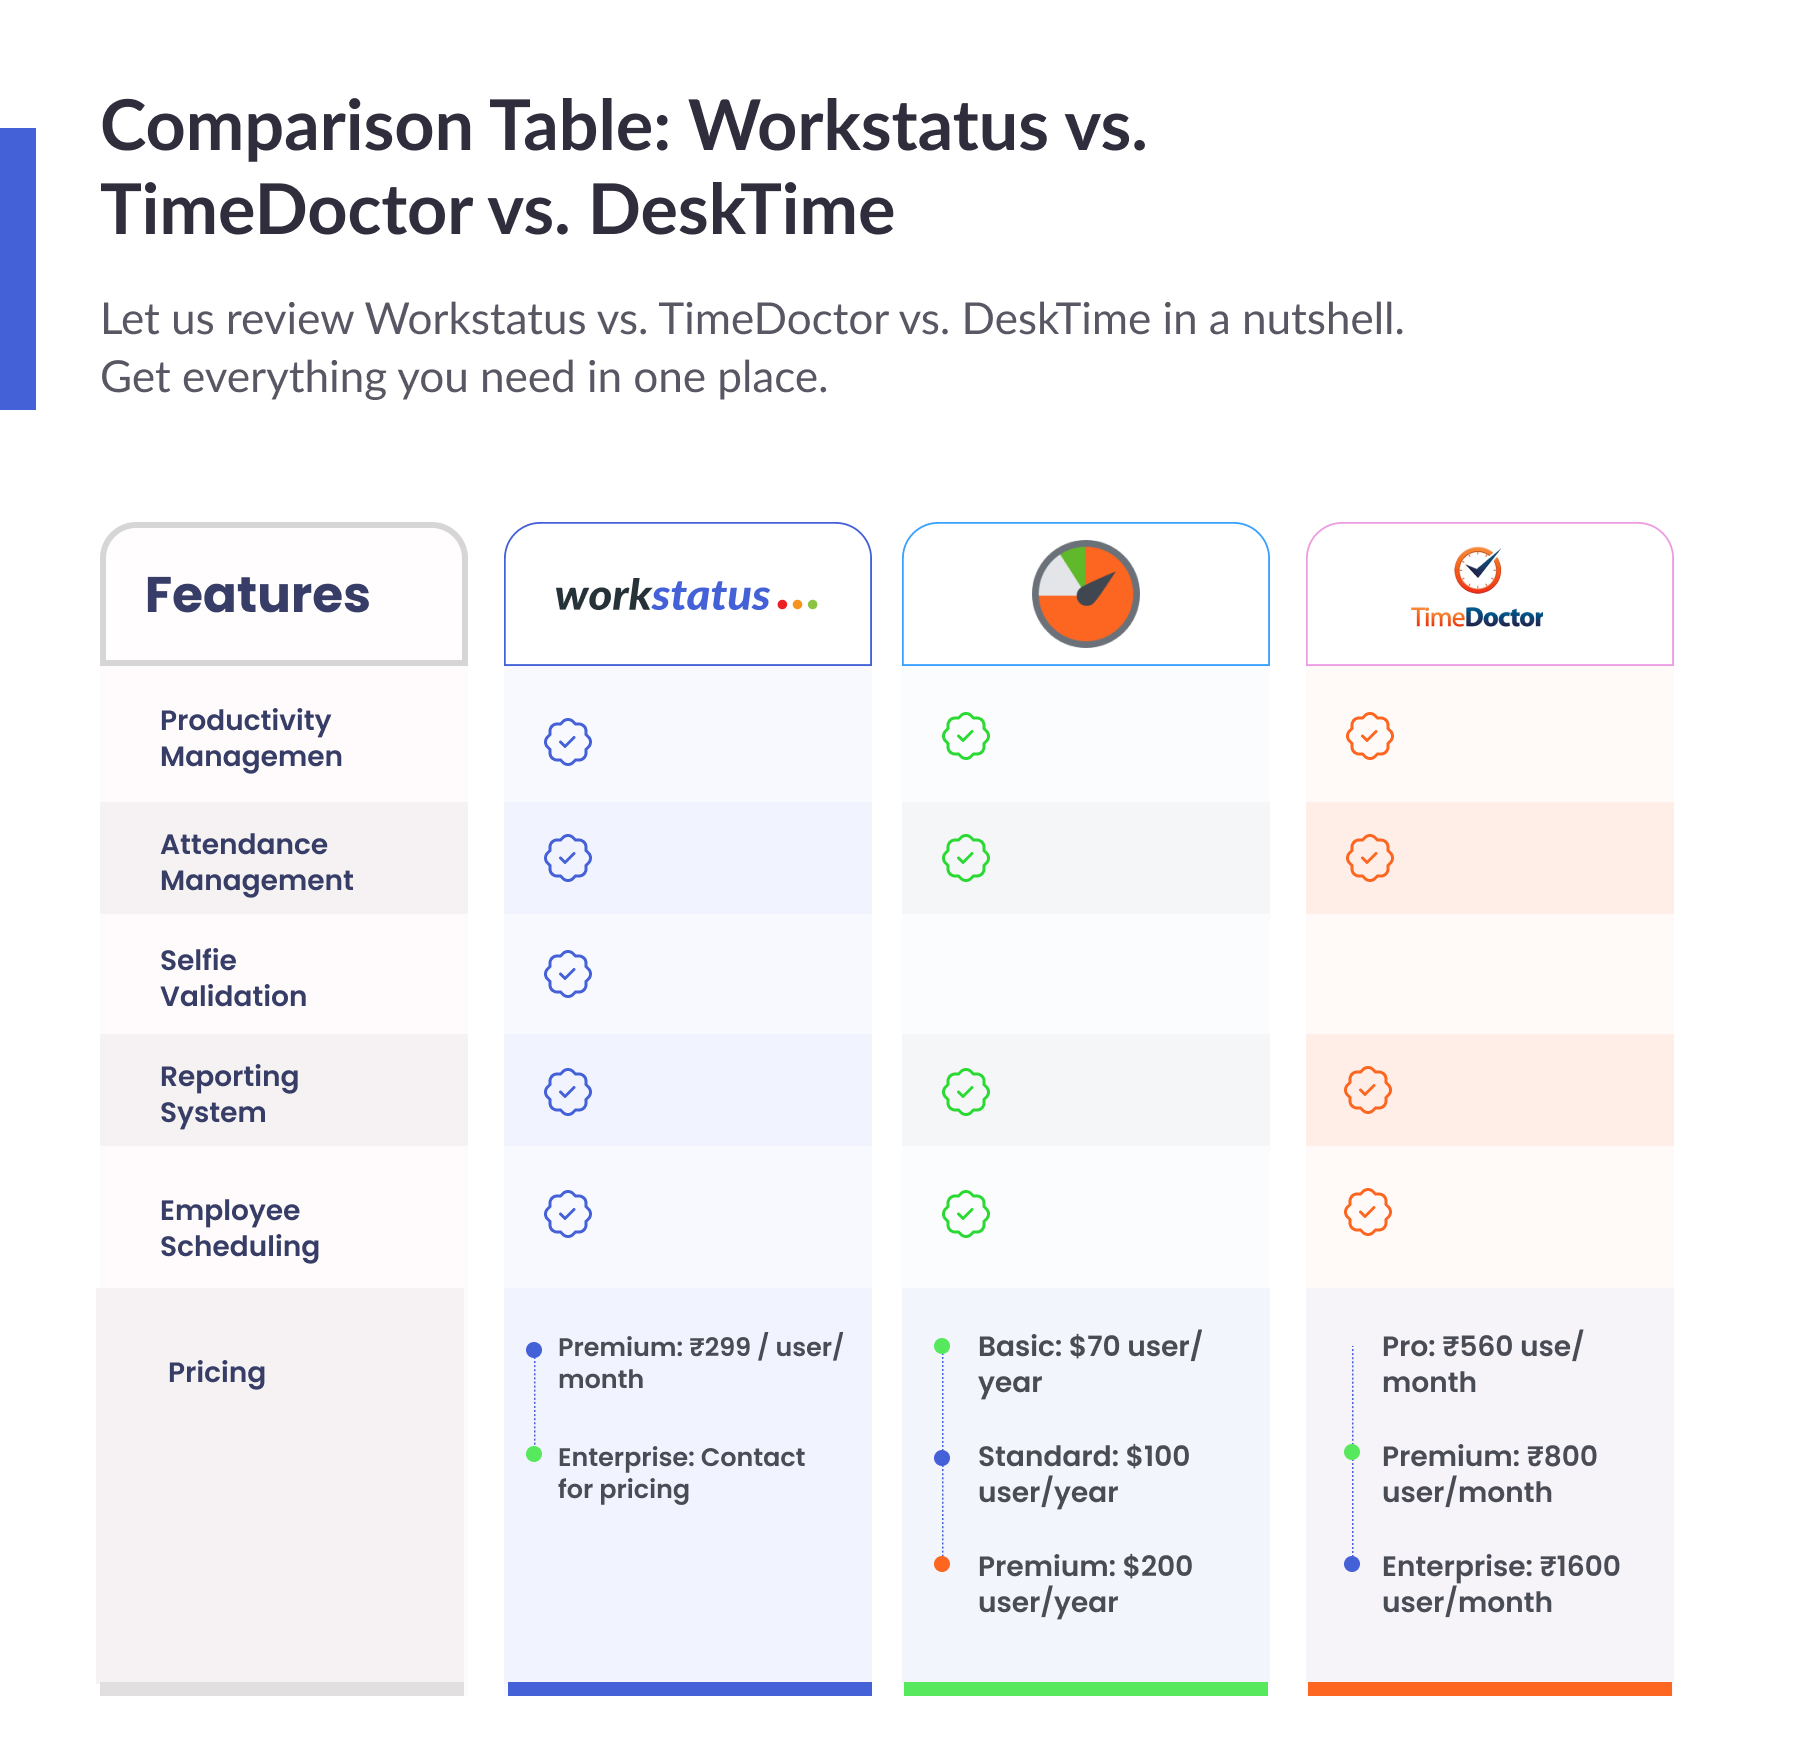 Comparison Table: Workstatus vs.
TimeDoctor vs. DeskTime
Let us review Workstatus vs. TimeDoctor vs. DeskTime in a nutshell.
Get everything you need in one place.
Features
workstatus
TimeDoctor
Productivity
Managemen
Attendance
Management
Selfie
Validation
Reporting
System
Employee
Scheduling
Pricing
Premium: ₹299 / user/
month
Enterprise: Contact
for pricing
Basic: $70 user/
year
Standard: $100
user/year
Premium: $200
user/year
Pro: ₹560 use/
month
Premium: ₹800
user/month
Enterprise: ₹1600
user/month